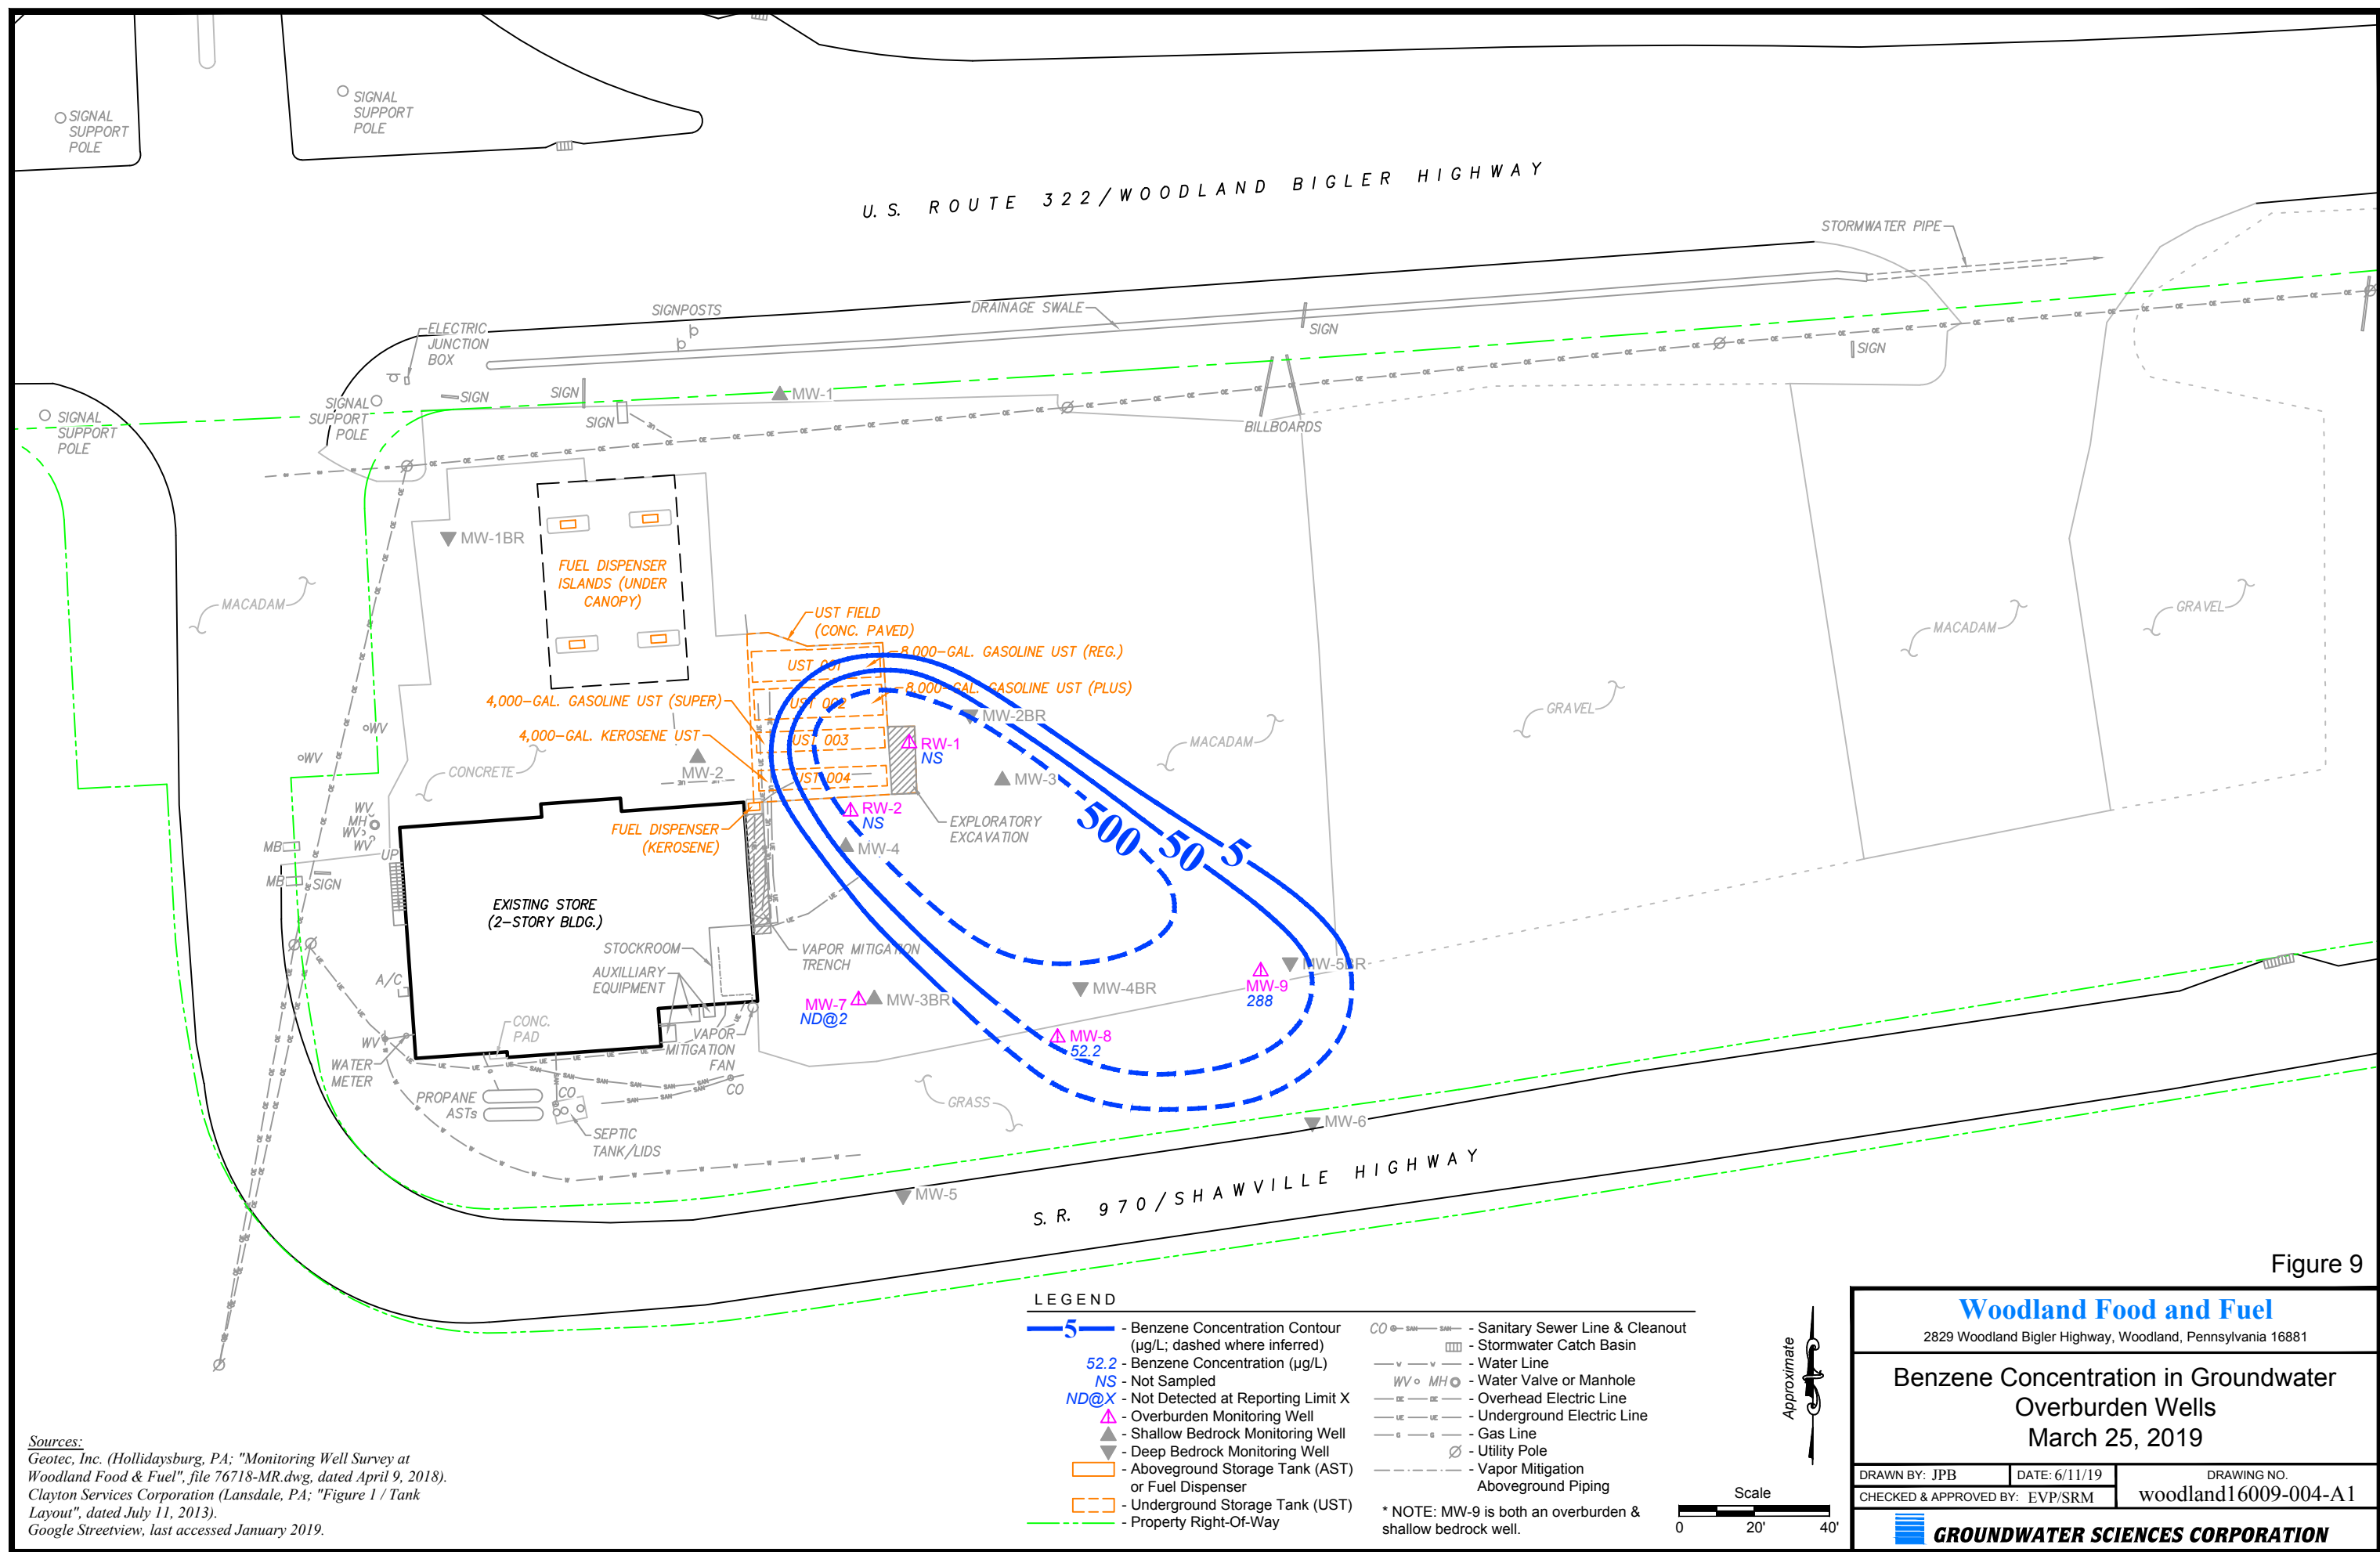 SIGNAL
SUPPORT
POLE
SIGNAL
SUPPORT
POLE
U.S. ROUTE 322/WOODLAND BIGLER HIGHWAY
STORMWATER PIPE
SIGNPOSTS
DRAINAGE SWALE
SIGN
SIGN
ELECTRIC
JUNCTION
BOX
SIGN
SIGN
SIGN
MW-1
SIGNAL
SUPPORT
POLE
SIGNAL
SUPPORT
POLE
BILLBOARDS
MW-1BR
FUEL DISPENSER
ISLANDS (UNDER
CANOPY)
MACADAM
UST FIELD
(CONC. PAVED)
8,000-GAL. GASOLINE UST (REG.)
UST 001
8,000-GAL. GASOLINE UST (PLUS)
UST 002
4,000-GAL. GASOLINE UST (SUPER)
UST 003
4,000-GAL. KEROSENE UST
UST 004
MW-2BR
RW-1
NS
MW-3
MACADAM
GRAVEL
MACADAM
GRAVEL
WV
WV
CONCRETE
MW-2
RW-2
NS
MW-4
FUEL DISPENSER
(KEROSENE)
EXPLORATORY
EXCAVATION
500
50
5
WV
MH
WV
WV
MB
MB
SIGN
UP
EXISTING STORE
(2-STORY BLDG.)
STOCKROOM
AUXILLIARY
EQUIPMENT
VAPOR MITIGATION
TRENCH
A/C
MW-7
ND@2
MW-3BR
MW-4BR
MW-5BR
MW-9
288
MW-8
52.2
CONC.
PAD
VAPOR
MITIGATION
FAN
WV
WATER
METER
PROPANE
ASTs
CO
CO
SEPTIC
TANK/LIDS
GRASS
MW-6
MW-5
S.R. 970/SHAWVILLE HIGHWAY
Figure 9
LEGEND
5 - Benzene Concentration Contour
(µg/L; dashed where inferred)
52.2 - Benzene Concentration (µg/L)
NS - Not Sampled
ND@X - Not Detected at Reporting Limit X
- Overburden Monitoring Well
- Shallow Bedrock Monitoring Well
- Deep Bedrock Monitoring Well
- Aboveground Storage Tank (AST)
or Fuel Dispenser
- Underground Storage Tank (UST)
- Property Right-Of-Way
CO SAN SAN - Sanitary Sewer Line & Cleanout
- Stormwater Catch Basin
W W - Water Line
WV MH - Water Valve or Manhole
OE OE - Overhead Electric Line
UE UE - Underground Electric Line
G G - Gas Line
- Utility Pole
- Vapor Mitigation
Aboveground Piping
* NOTE: MW-9 is both an overburden &
shallow bedrock well.
Approximate
Scale
0 20' 40'
Woodland Food and Fuel
2829 Woodland Bigler Highway, Woodland, Pennsylvania 16881
Benzene Concentration in Groundwater
Overburden Wells
March 25, 2019
DRAWN BY: JPB
DATE: 6/11/19
DRAWING NO.
CHECKED & APPROVED BY: EVP/SRM
woodland16009-004-A1
GROUNDWATER SCIENCES CORPORATION
Sources:
Geotec, Inc. (Hollidaysburg, PA; "Monitoring Well Survey at
Woodland Food & Fuel", file 76718-MR.dwg, dated April 9, 2018).
Clayton Services Corporation (Lansdale, PA; "Figure 1 / Tank
Layout", dated July 11, 2013).
Google Streetview, last accessed January 2019.